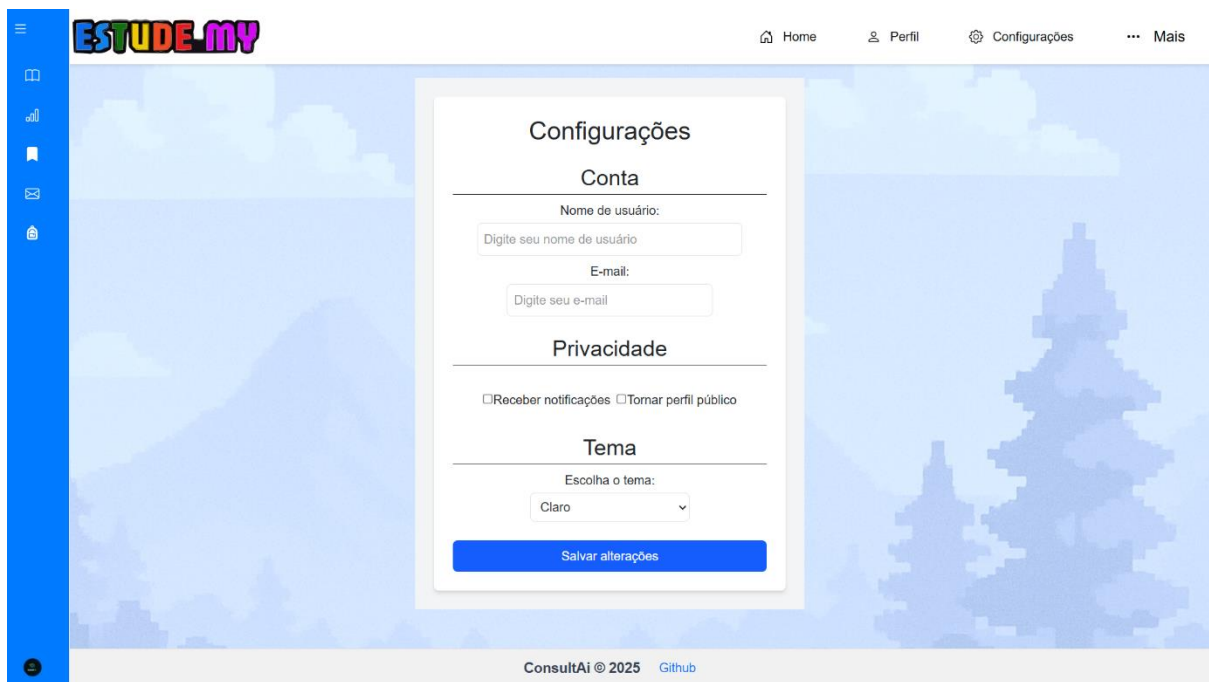 ESTUDE-MY
Home Perfil Configurações Mais
Configurações
Conta
Nome de usuário:
Digite seu nome de usuário
E-mail:
Digite seu e-mail
Privacidade
Receber notificações Tornar perfil público
Tema
Escolha o tema:
Claro
Salvar alterações
ConsultAi © 2025 Github